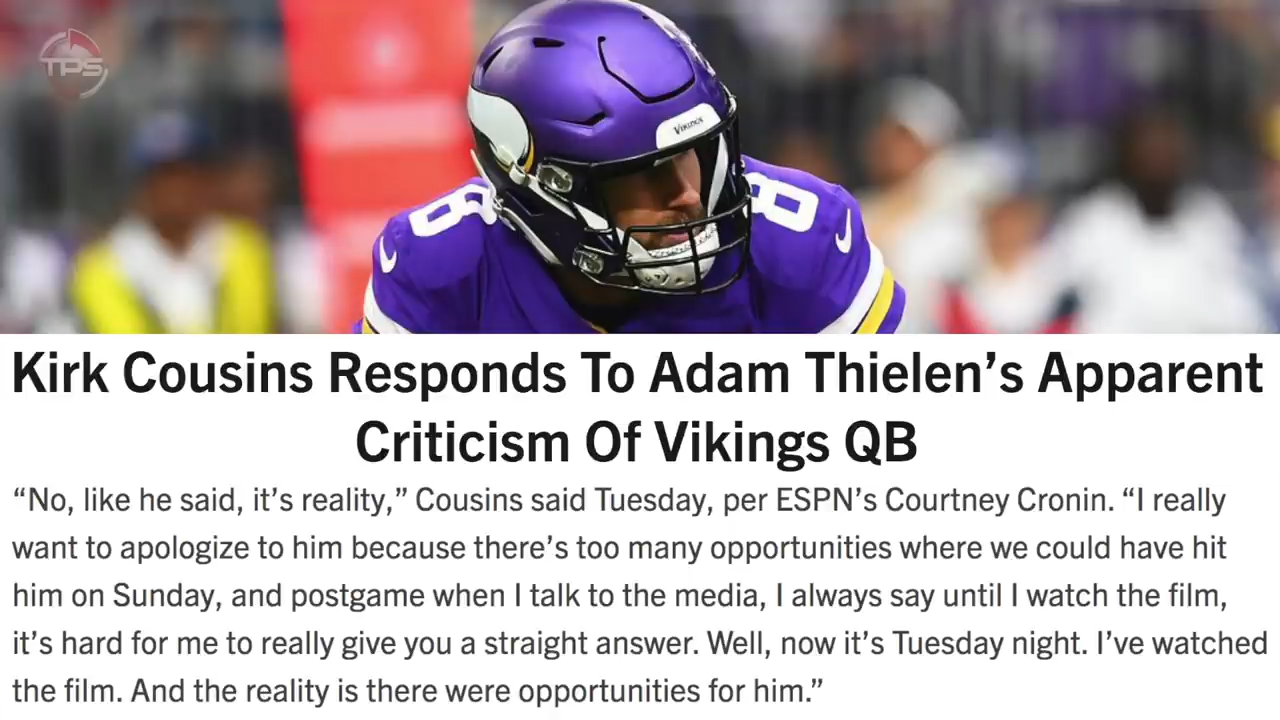 TPS
VIKINGS
8
8
Kirk Cousins Responds To Adam Thielen’s Apparent
Criticism Of Vikings QB
“No, like he said, it’s reality,” Cousins said Tuesday, per ESPN’s Courtney Cronin. “I really
want to apologize to him because there’s too many opportunities where we could have hit
him on Sunday, and postgame when I talk to the media, I always say until I watch the film,
it’s hard for me to really give you a straight answer. Well, now it’s Tuesday night. I’ve watched
the film. And the reality is there were opportunities for him.”